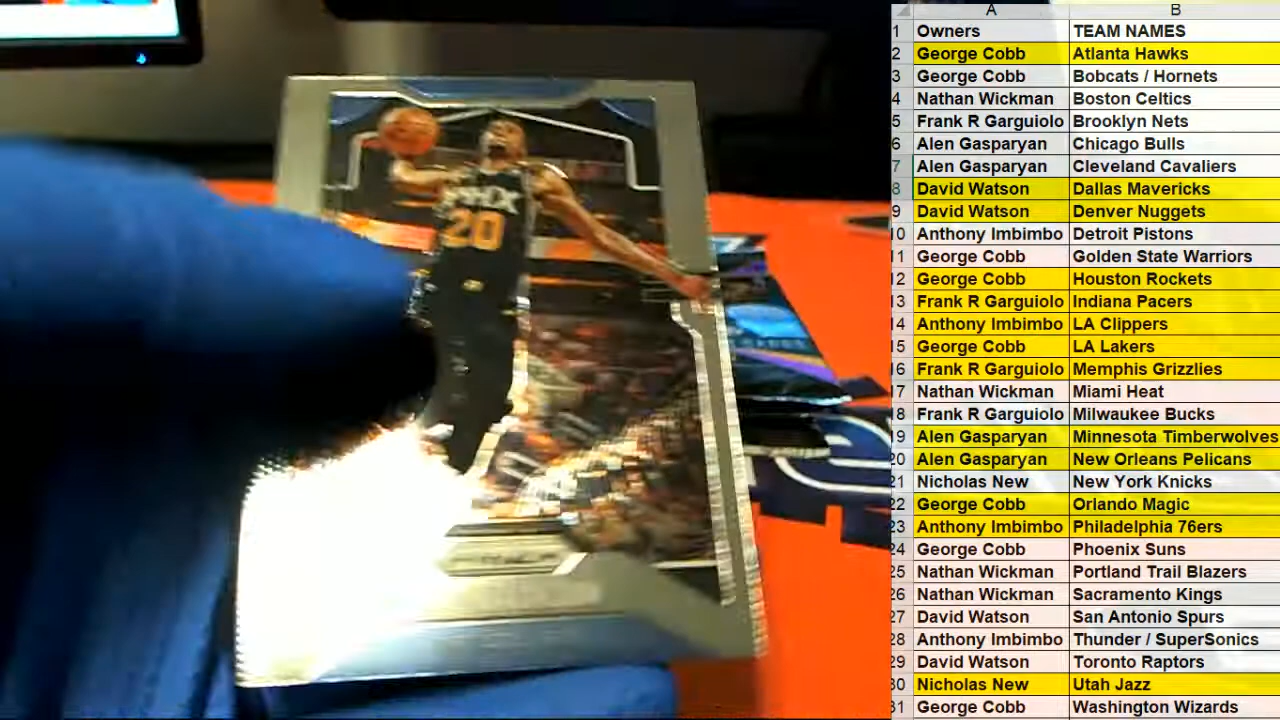 PHX
20
A B
1 Owners TEAM NAMES
2 George Cobb Atlanta Hawks
3 George Cobb Bobcats / Hornets
4 Nathan Wickman Boston Celtics
5 Frank R Garguiolo Brooklyn Nets
6 Alen Gasparyan Chicago Bulls
7 Alen Gasparyan Cleveland Cavaliers
8 David Watson Dallas Mavericks
9 David Watson Denver Nuggets
10 Anthony Imbimbo Detroit Pistons
11 George Cobb Golden State Warriors
12 George Cobb Houston Rockets
13 Frank R Garguiolo Indiana Pacers
14 Anthony Imbimbo LA Clippers
15 George Cobb LA Lakers
16 Frank R Garguiolo Memphis Grizzlies
17 Nathan Wickman Miami Heat
18 Frank R Garguiolo Milwaukee Bucks
19 Alen Gasparyan Minnesota Timberwolves
20 Alen Gasparyan New Orleans Pelicans
21 Nicholas New New York Knicks
22 George Cobb Orlando Magic
23 Anthony Imbimbo Philadelphia 76ers
24 George Cobb Phoenix Suns
25 Nathan Wickman Portland Trail Blazers
26 Nathan Wickman Sacramento Kings
27 David Watson San Antonio Spurs
28 Anthony Imbimbo Thunder / SuperSonics
29 David Watson Toronto Raptors
30 Nicholas New Utah Jazz
31 George Cobb Washington Wizards